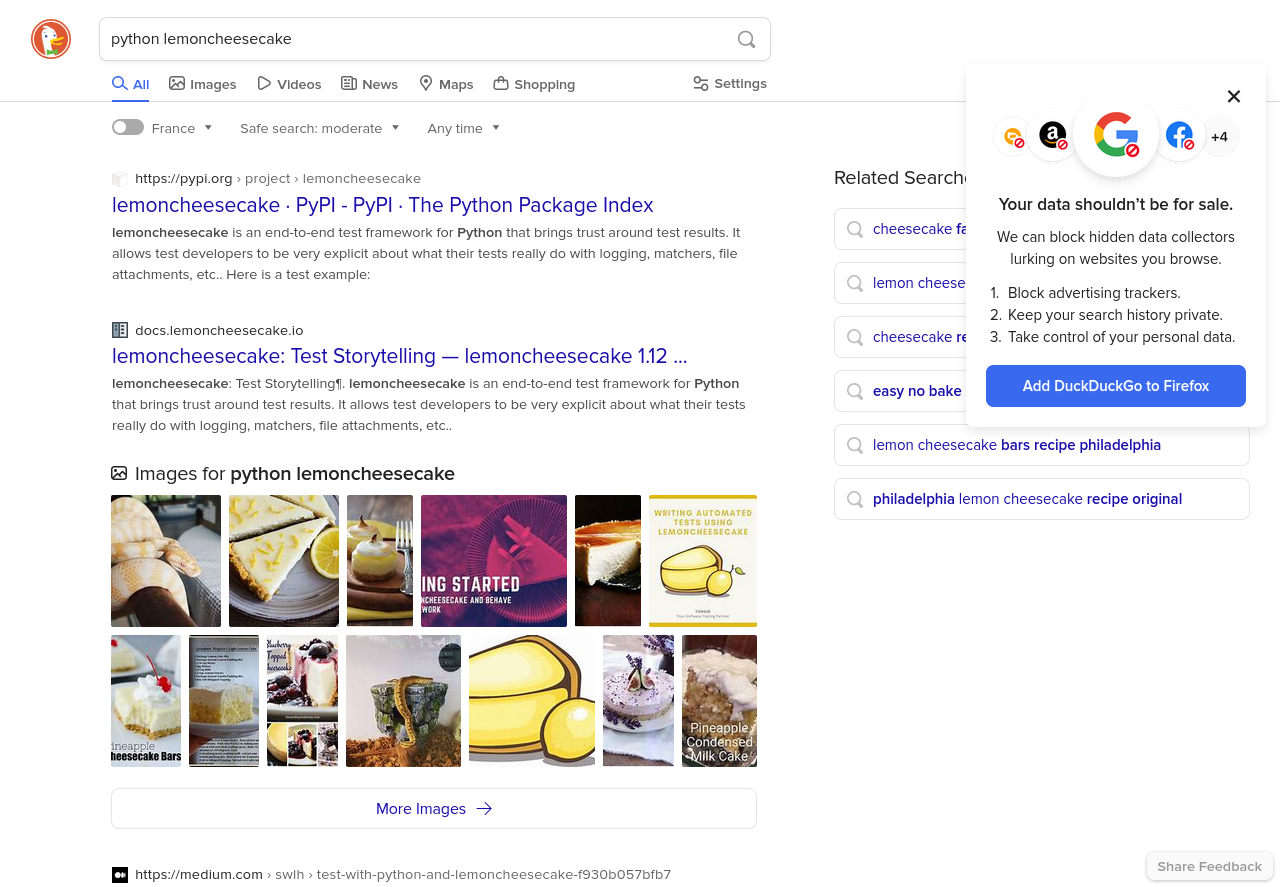 python lemoncheesecake
All
Images
Videos
News
Maps
Shopping
Settings
France
Safe search: moderate
Any time
https://pypi.org › project › lemoncheesecake
lemoncheesecake · PyPI - PyPI · The Python Package Index
lemoncheesecake is an end-to-end test framework for Python that brings trust around test results. It
allows test developers to be very explicit about what their tests really do with logging, matchers, file
attachments, etc.. Here is a test example:
docs.lemoncheesecake.io
lemoncheesecake: Test Storytelling — lemoncheesecake 1.12 ...
lemoncheesecake: Test Storytelling¶. lemoncheesecake is an end-to-end test framework for Python
that brings trust around test results. It allows test developers to be very explicit about what their tests
really do with logging, matchers, file attachments, etc..
Images for python lemoncheesecake
ING STARTED
NCHEESECAKE AND BEHAVE
WORK
WRITING AUTOMATED
TESTS USING
LEMONCHEESECAKE
CODOID
Your Software Testing Partner
ineapple
heesecake Bars
Blueberry
Topped
heesecake
Pineapple
Condensed
Milk Cake
More Images
https://medium.com › swlh › test-with-python-and-lemoncheesecake-f930b057bfb7
Related Searche
cheesecake fa
lemon cheese
cheesecake re
easy no bake
lemon cheesecake bars recipe philadelphia
philadelphia lemon cheesecake recipe original
+4
Your data shouldn’t be for sale.
We can block hidden data collectors
lurking on websites you browse.
1. Block advertising trackers.
2. Keep your search history private.
3. Take control of your personal data.
Add DuckDuckGo to Firefox
Share Feedback